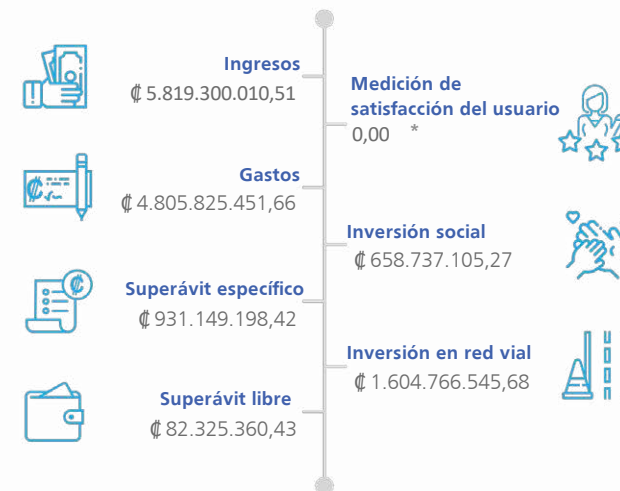 Ingresos
₡ 5.819.300.010,51
Medición de
satisfacción del usuario
0,00 *
Gastos
₡ 4.805.825.451,66
Inversión social
₡ 658.737.105,27
Superávit específico
₡ 931.149.198,42
Inversión en red vial
₡ 1.604.766.545,68
Superávit libre
₡ 82.325.360,43